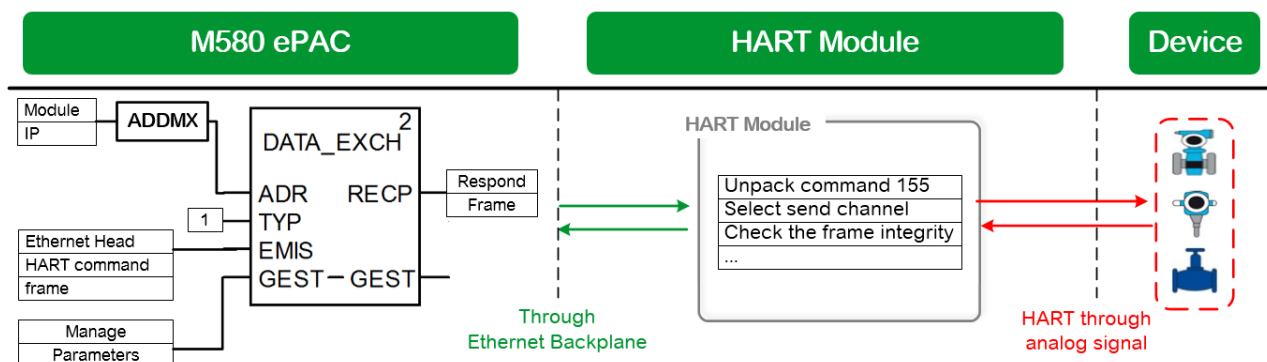 M580 ePAC
HART Module
Device
Module
IP
ADDMX
2
DATA_EXCH
ADR
RECP
TYP
EMIS
GEST
GEST
1
Ethernet Head
HART command
frame
Manage
Parameters
Respond
Frame
Through
Ethernet Backplane
HART Module
Unpack command 155
Select send channel
Check the frame integrity
...
HART through
analog signal